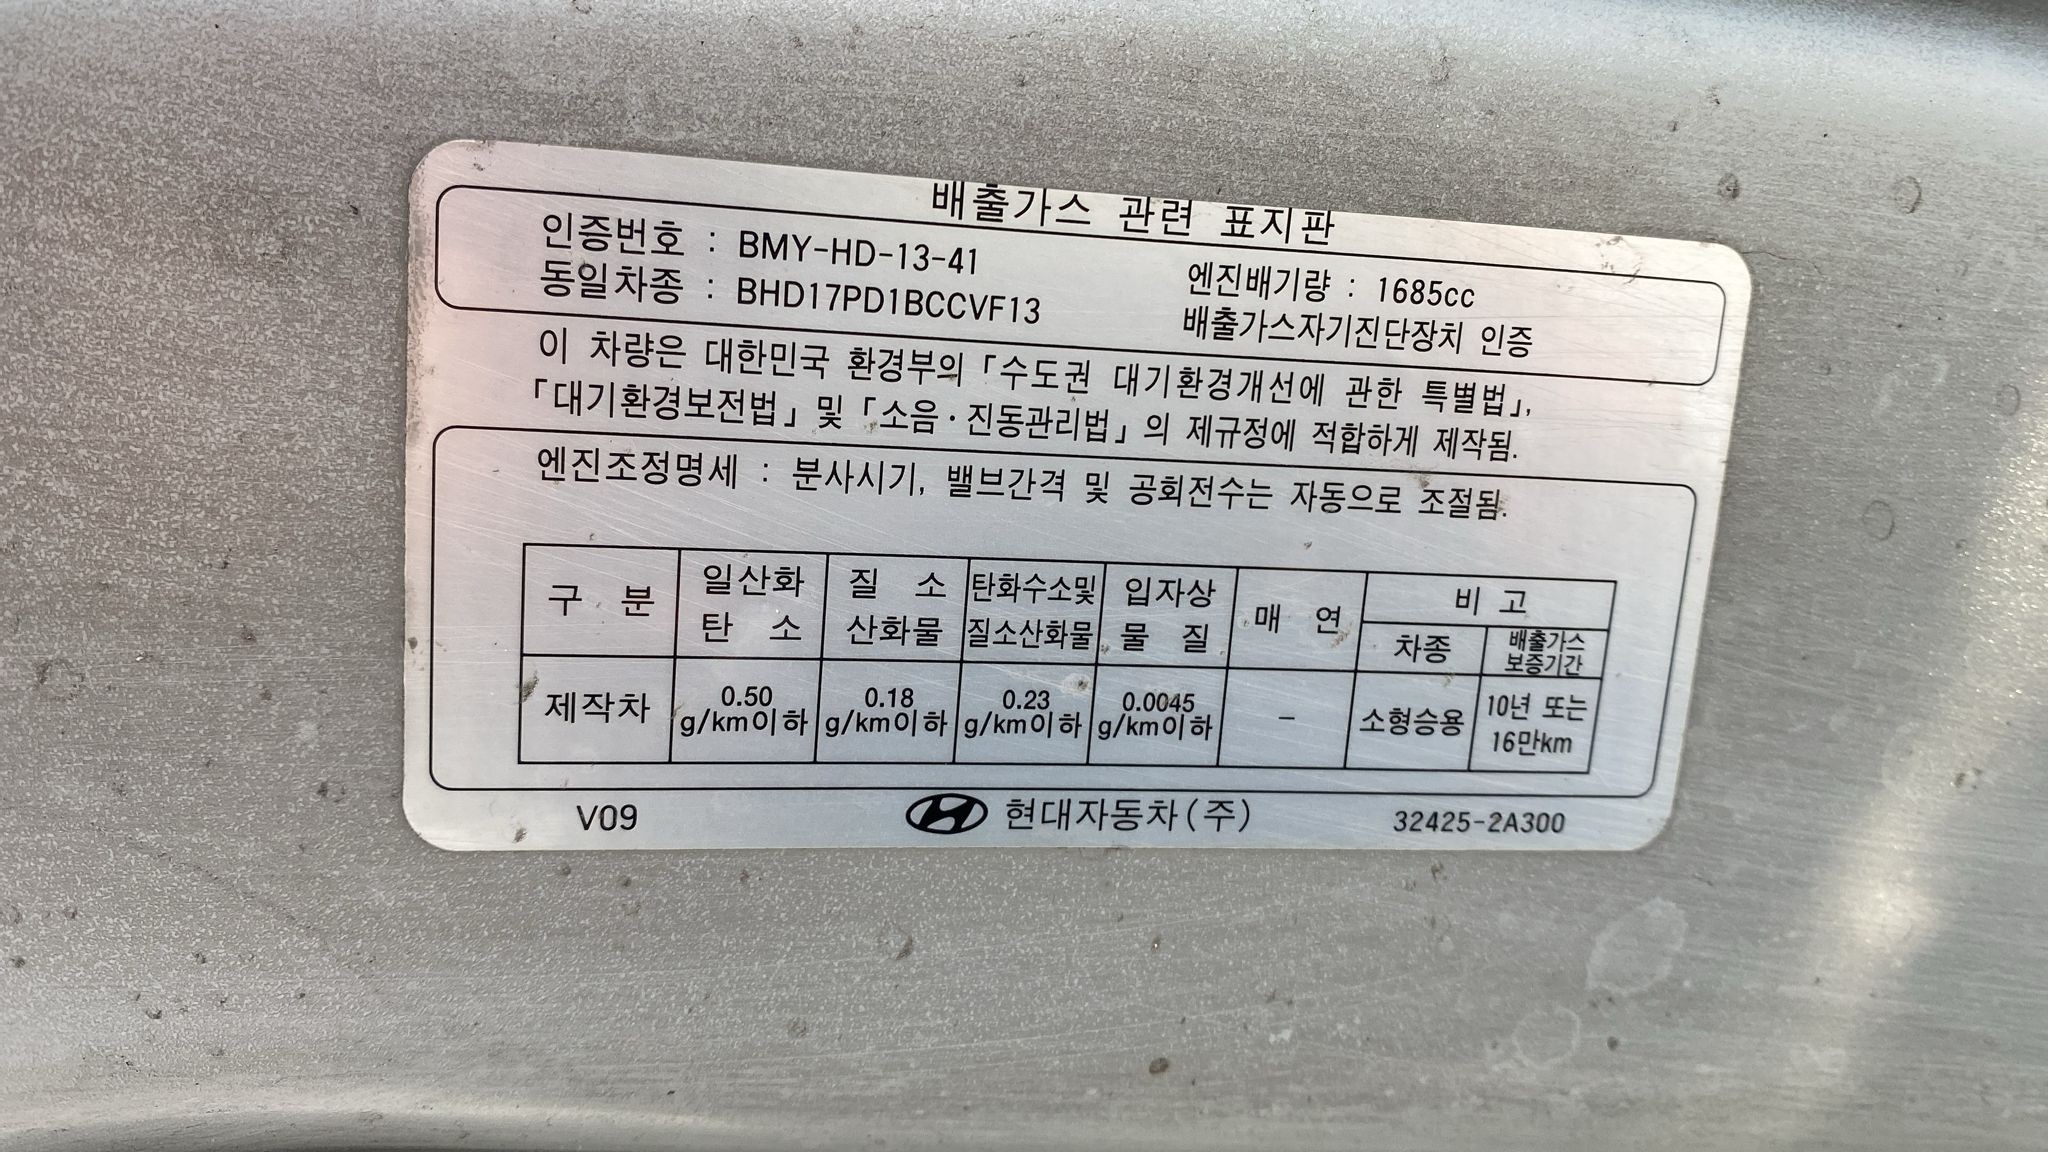 배출가스 관련 표지판
인증번호 : BMY-HD-13-41
엔진배기량 : 1685cc
동일차종 : BHD17PD1BCCVF13
배출가스자기진단장치 인증
이 차량은 대한민국 환경부의 「수도권 대기환경개선에 관한 특별법」,
「대기환경보전법」 및 「소음·진동관리법」의 제규정에 적합하게 제작됨.
엔진조정명세 : 분사시기, 밸브간격 및 공회전수는 자동으로 조절됨.
구 분
일산화
탄 소
질 소
산화물
탄화수소및
질소산화물
입자상
물 질
매 연
비 고
차종
배출가스
보증기간
제작차
0.50
g/km이하
0.18
g/km이하
0.23
g/km이하
0.0045
g/km이하
-
소형승용
10년 또는
16만km
V09
현대자동차(주)
32425-2A300